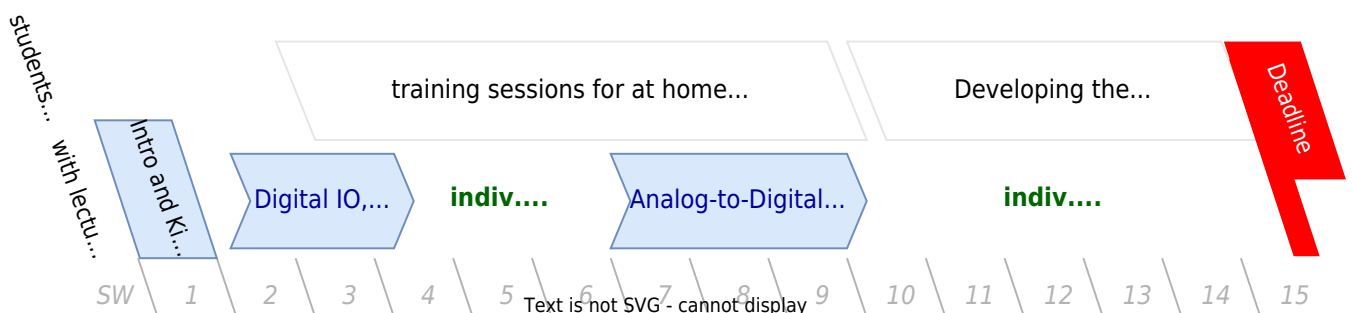 students...
training sessions for at home...
Developing the...
Deadline
with lectu...
Intro and Ki....
Digital IO,...
indiv....
Analog-to-Digital...
indiv....
SW 1 2 3 4 5 6 7 8 9 10 11 12 13 14 15
Text is not SVG - cannot display